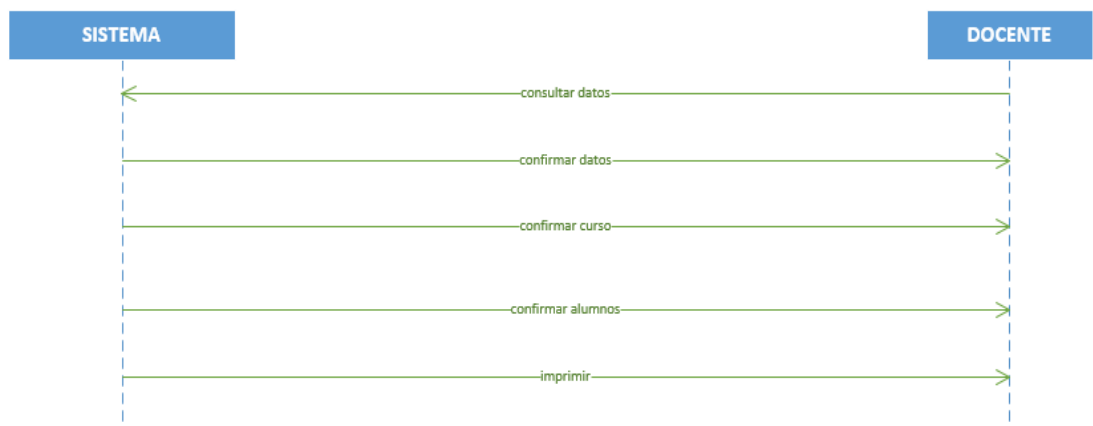 SISTEMA
DOCENTE
consultar datos
confirmar datos
confirmar curso
confirmar alumnos
imprimir